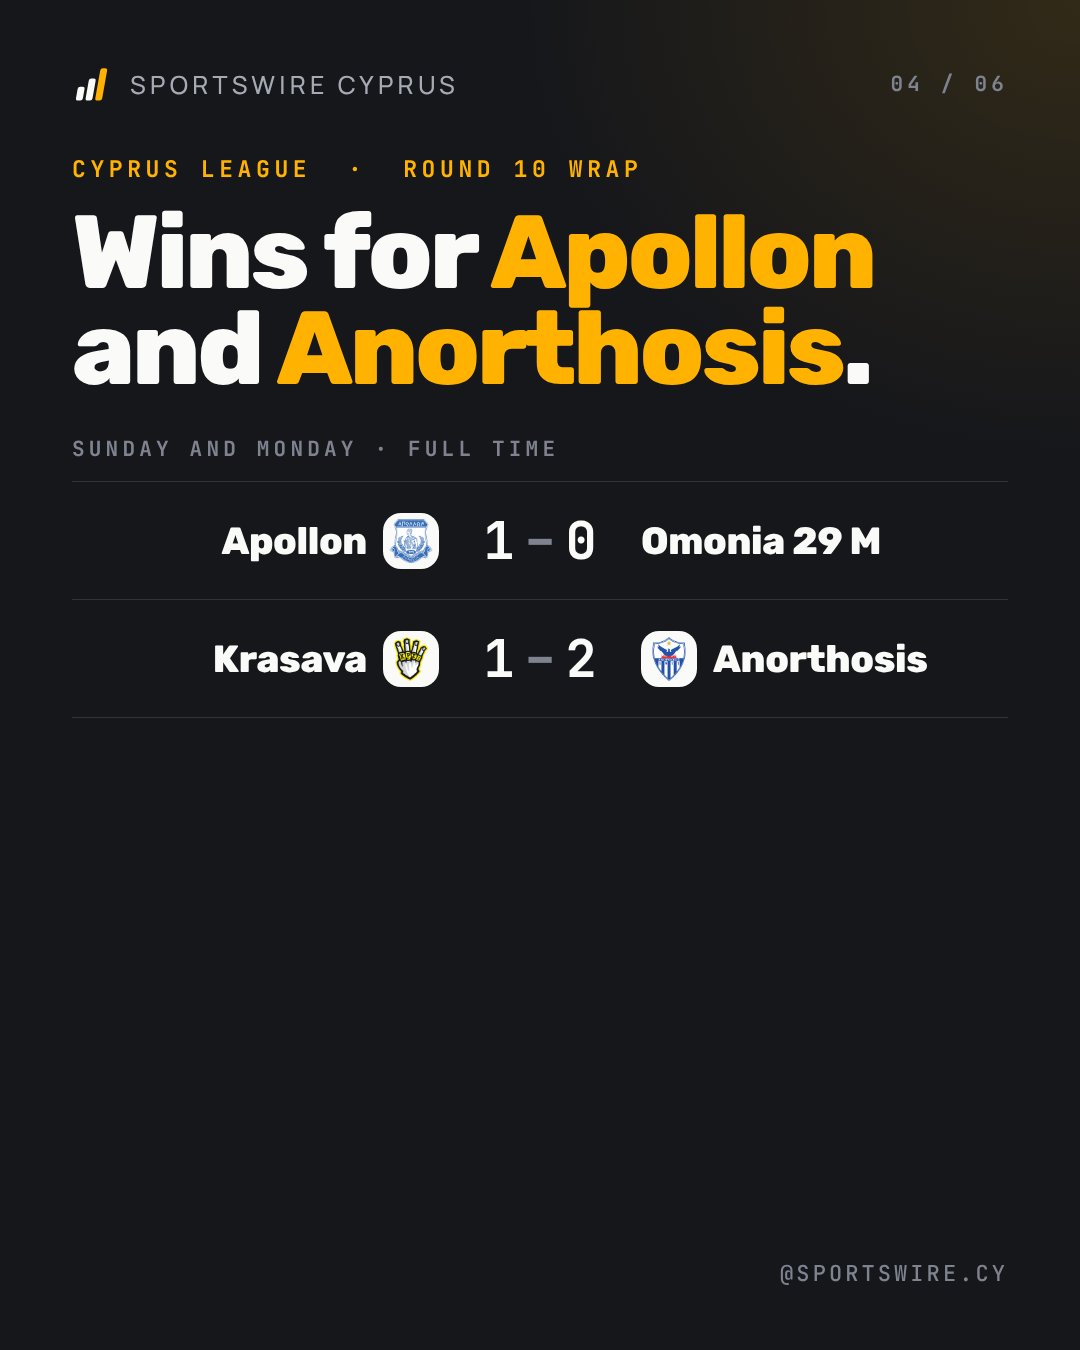 SPORTSWIRE CYPRUS
04 / 06
CYPRUS LEAGUE · ROUND 10 WRAP
Wins for Apollon
and Anorthosis.
SUNDAY AND MONDAY · FULL TIME
Apollon 1 – 0 Omonia 29 M
Krasava 1 – 2 Anorthosis
@SPORTSWIRE.CY